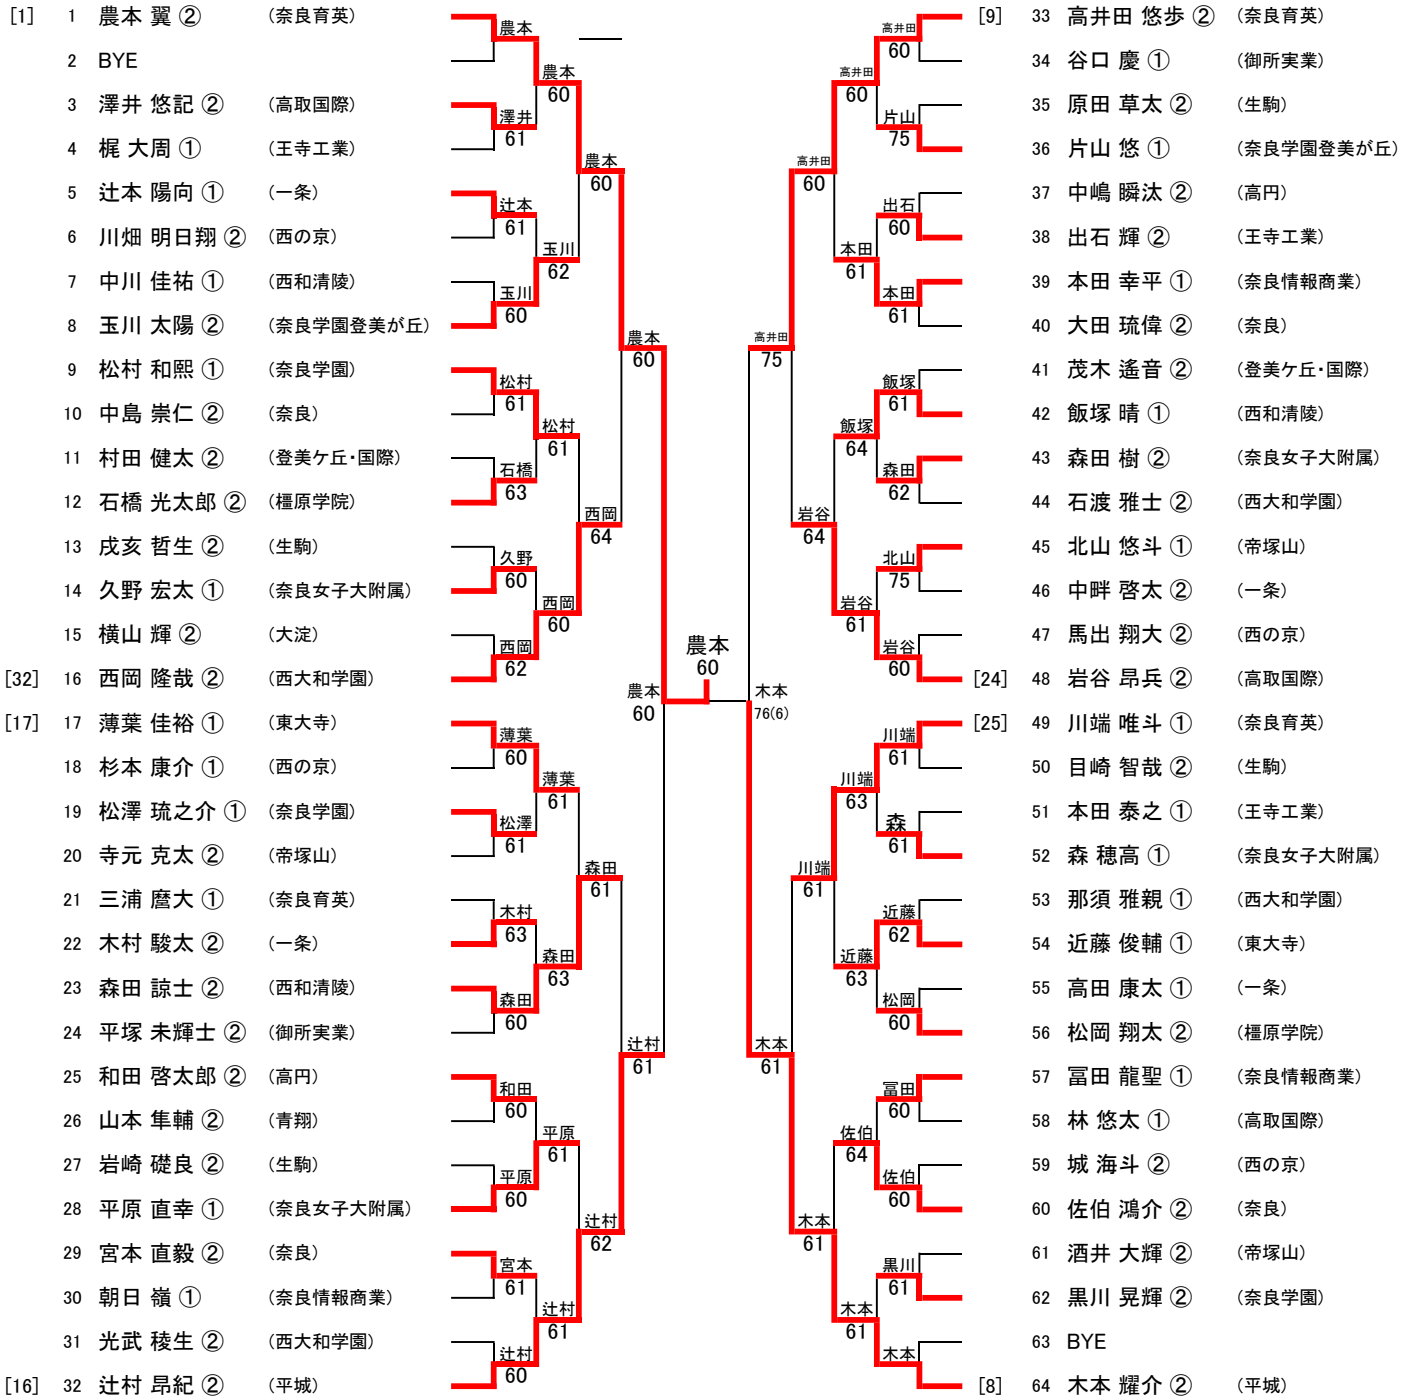 [1] 1 農本 翼 ② (奈良育英)
2 BYE
3 澤井 悠記 ② (高取国際)
4 梶 大周 ① (王寺工業)
5 辻本 陽向 ① (一条)
6 川畑 明日翔 ② (西の京)
7 中川 佳祐 ① (西和清陵)
8 玉川 太陽 ② (奈良学園登美が丘)
9 松村 和熙 ① (奈良学園)
10 中島 崇仁 ② (奈良)
11 村田 健太 ② (登美ケ丘・国際)
12 石橋 光太郎 ② (橿原学院)
13 戌亥 哲生 ② (生駒)
14 久野 宏太 ① (奈良女子大附属)
15 横山 輝 ② (大淀)
[32] 16 西岡 隆哉 ② (西大和学園)
[17] 17 薄葉 佳裕 ① (東大寺)
18 杉本 康介 ① (西の京)
19 松澤 琉之介 ① (奈良学園)
20 寺元 克太 ② (帝塚山)
21 三浦 麿大 ① (奈良育英)
22 木村 駿太 ② (一条)
23 森田 諒士 ② (西和清陵)
24 平塚 未輝士 ② (御所実業)
25 和田 啓太郎 ② (高円)
26 山本 隼輔 ② (青翔)
27 岩崎 礎良 ② (生駒)
28 平原 直幸 ① (奈良女子大附属)
29 宮本 直毅 ② (奈良)
30 朝日 嶺 ① (奈良情報商業)
31 光武 稜生 ② (西大和学園)
[16] 32 辻村 昂紀 ② (平城)
農本
澤井
61
辻本
61
玉川
60
松村
61
石橋
63
久野
60
西岡
62
薄葉
60
松澤
61
木村
63
森田
60
和田
60
平原
60
宮本
61
辻村
60
農本
60
玉川
62
松村
61
西岡
60
薄葉
61
森田
63
平原
61
辻村
61
農本
60
西岡
64
森田
61
辻村
62
農本
60
辻村
61
農本
60
農本
60
木本
76(6)
高井田
75
木本
61
高井田
60
岩谷
64
川端
61
木本
61
高井田
60
本田
61
飯塚
64
岩谷
61
川端
63
近藤
63
佐伯
64
木本
61
高井田
60
片山
75
出石
60
本田
61
飯塚
61
森田
62
北山
75
岩谷
60
川端
61
森
61
近藤
62
松岡
60
冨田
60
佐伯
60
黒川
61
木本
[9] 33 高井田 悠歩 ② (奈良育英)
34 谷口 慶 ① (御所実業)
35 原田 草太 ② (生駒)
36 片山 悠 ① (奈良学園登美が丘)
37 中嶋 瞬汰 ② (高円)
38 出石 輝 ② (王寺工業)
39 本田 幸平 ① (奈良情報商業)
40 大田 琉偉 ② (奈良)
41 茂木 遙音 ② (登美ケ丘・国際)
42 飯塚 晴 ① (西和清陵)
43 森田 樹 ② (奈良女子大附属)
44 石渡 雅士 ② (西大和学園)
45 北山 悠斗 ① (帝塚山)
46 中畔 啓太 ② (一条)
47 馬出 翔大 ② (西の京)
[24] 48 岩谷 昂兵 ② (高取国際)
[25] 49 川端 唯斗 ① (奈良育英)
50 目崎 智哉 ② (生駒)
51 本田 泰之 ① (王寺工業)
52 森 穂高 ① (奈良女子大附属)
53 那須 雅親 ① (西大和学園)
54 近藤 俊輔 ① (東大寺)
55 高田 康太 ① (一条)
56 松岡 翔太 ② (橿原学院)
57 冨田 龍聖 ① (奈良情報商業)
58 林 悠太 ① (高取国際)
59 城 海斗 ② (西の京)
60 佐伯 鴻介 ② (奈良)
61 酒井 大輝 ② (帝塚山)
62 黒川 晃輝 ② (奈良学園)
63 BYE
[8] 64 木本 耀介 ② (平城)